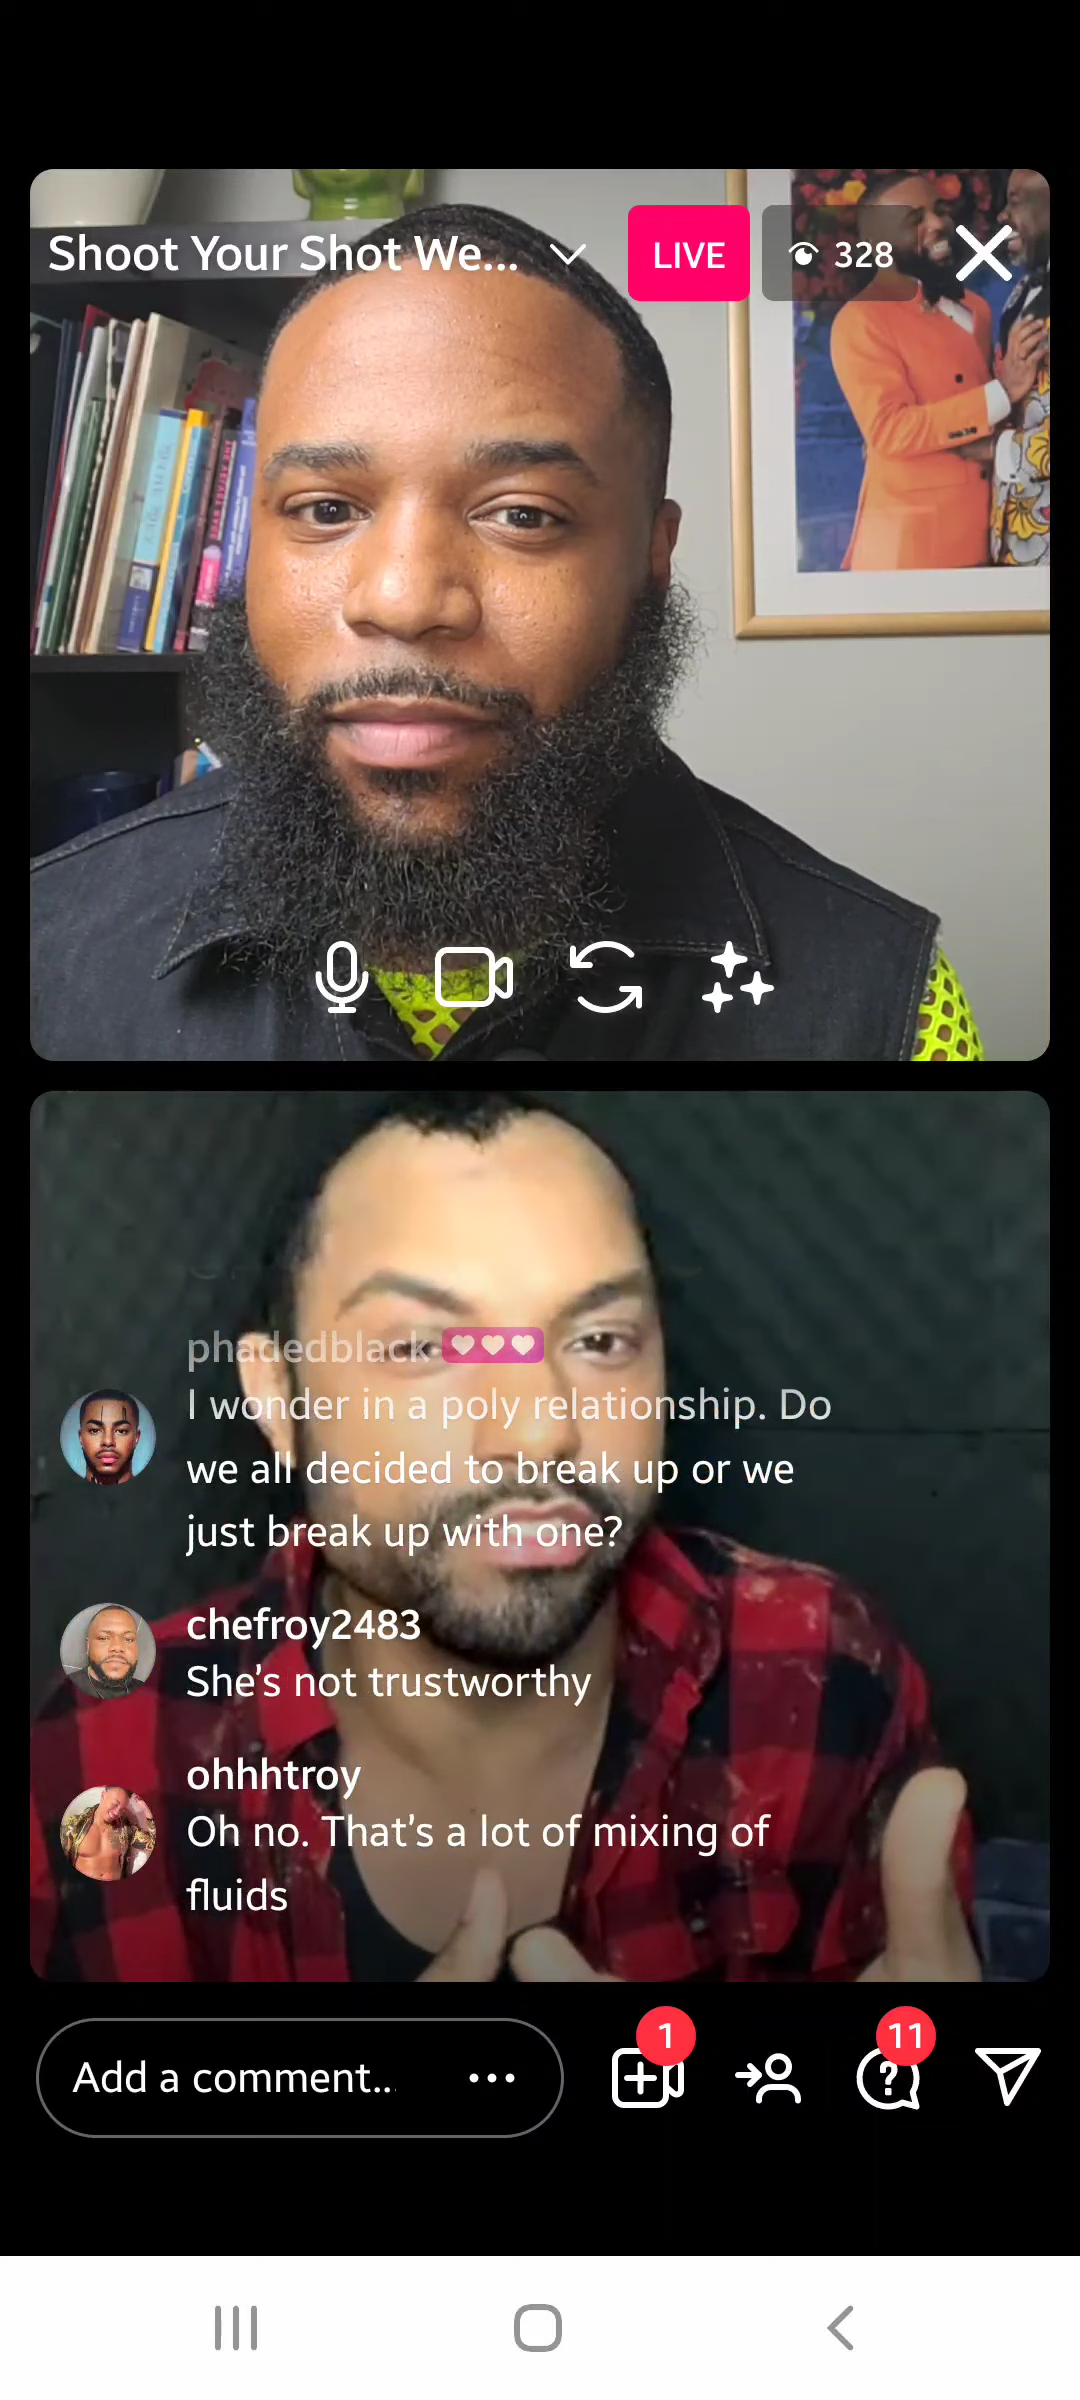 Shoot Your Shot We...
LIVE
328
phadedblack
I wonder in a poly relationship. Do
we all decided to break up or we
just break up with one?
chefroy2483
She's not trustworthy
ohhhtroy
Oh no. That's a lot of mixing of
fluids
Add a comment...
1
11